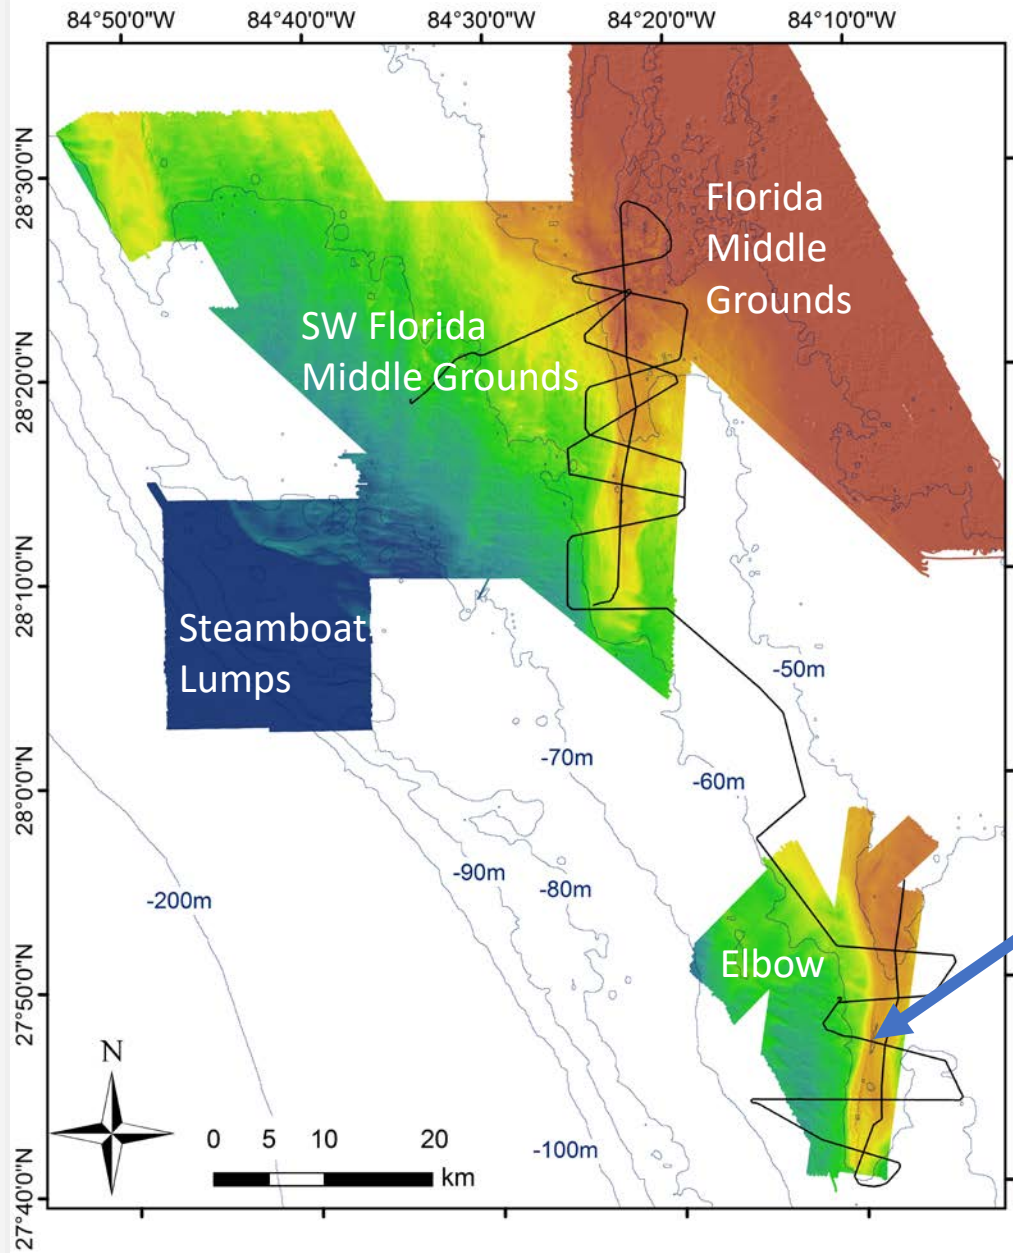 84°50'0"W
84°40'0"W
84°30'0"W
84°20'0"W
84°10'0"W
28°30'0"N
28°20'0"N
28°10'0"N
28°0'0"N
27°50'0"N
27°40'0"N
Florida
Middle
Grounds
SW Florida
Middle Grounds
Steamboat
Lumps
-50m
-70m
-60m
-90m
-80m
-200m
Elbow
N
0 5 10 20
km
-100m